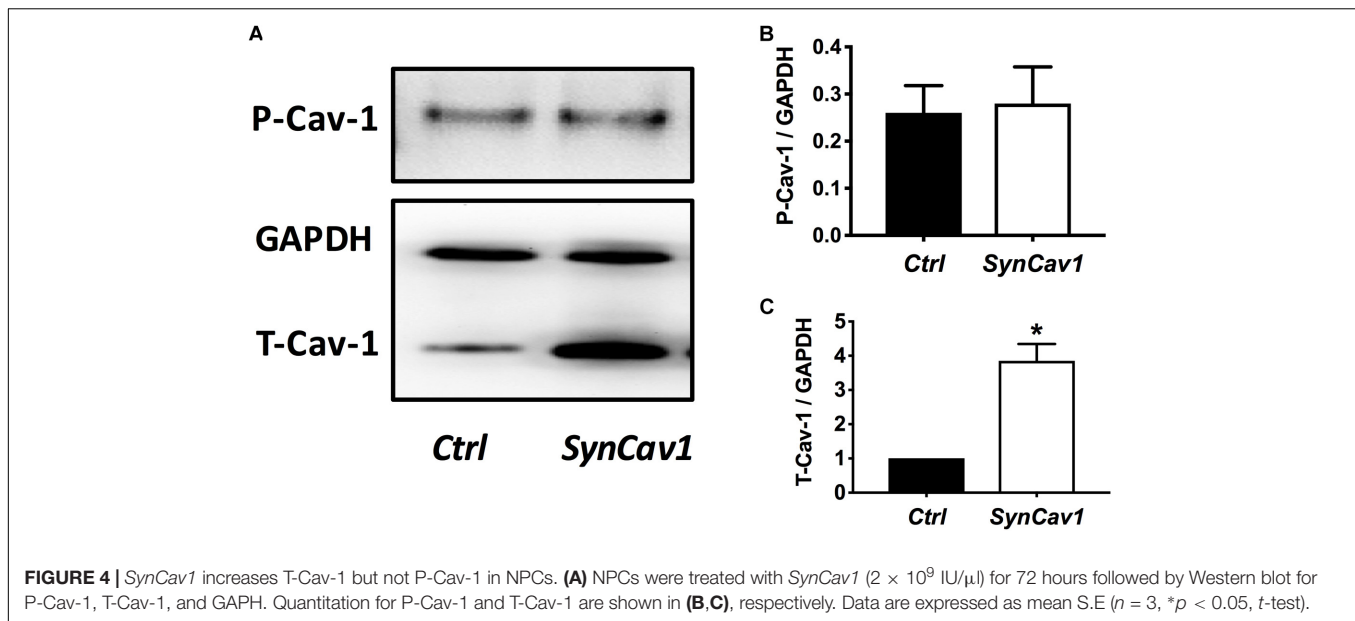 A
P-Cav-1
GAPDH
T-Cav-1
Ctrl SynCav1
B
P-Cav-1 / GAPDH
0.4
0.3
0.2
0.1
0.0
Ctrl SynCav1
C
T-Cav-1 / GAPDH
5
4
3
2
1
0
*
Ctrl SynCav1
FIGURE 4 | SynCav1 increases T-Cav-1 but not P-Cav-1 in NPCs. (A) NPCs were treated with SynCav1 (2 × 10⁹ IU/μl) for 72 hours followed by Western blot for
P-Cav-1, T-Cav-1, and GAPH. Quantitation for P-Cav-1 and T-Cav-1 are shown in (B,C), respectively. Data are expressed as mean S.E (n = 3, *p < 0.05, t-test).